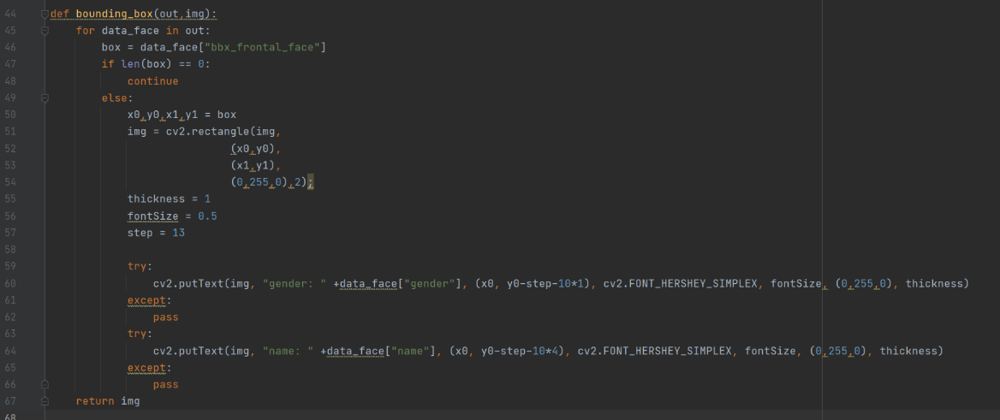 44 def bounding_box(out,img):
45 for data_face in out:
46 box = data_face["bbx_frontal_face"]
47 if len(box) == 0:
48 continue
49 else:
50 x0,y0,x1,y1 = box
51 img = cv2.rectangle(img,
52 (x0,y0),
53 (x1,y1),
54 (0,255,0),2);
55 thickness = 1
56 fontSize = 0.5
57 step = 13
58
59 try:
60 cv2.putText(img, "gender: " +data_face["gender"], (x0, y0-step-10*1), cv2.FONT_HERSHEY_SIMPLEX, fontSize, (0,255,0), thickness)
61 except:
62 pass
63 try:
64 cv2.putText(img, "name: " +data_face["name"], (x0, y0-step-10*4), cv2.FONT_HERSHEY_SIMPLEX, fontSize, (0,255,0), thickness)
65 except:
66 pass
67 return img
68